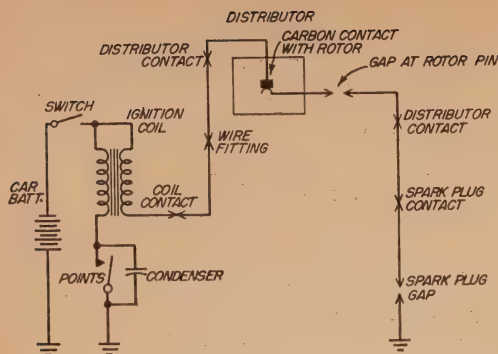 DISTRIBUTOR
CARBON CONTACT
WITH ROTOR
DISTRIBUTOR
CONTACT
GAP AT ROTOR PIN
SWITCH
IGNITION
COIL
DISTRIBUTOR
CONTACT
WIRE
FITTING
CAR
BATT.
COIL
CONTACT
SPARK PLUG
CONTACT
POINTS
CONDENSER
SPARK PLUG
GAP